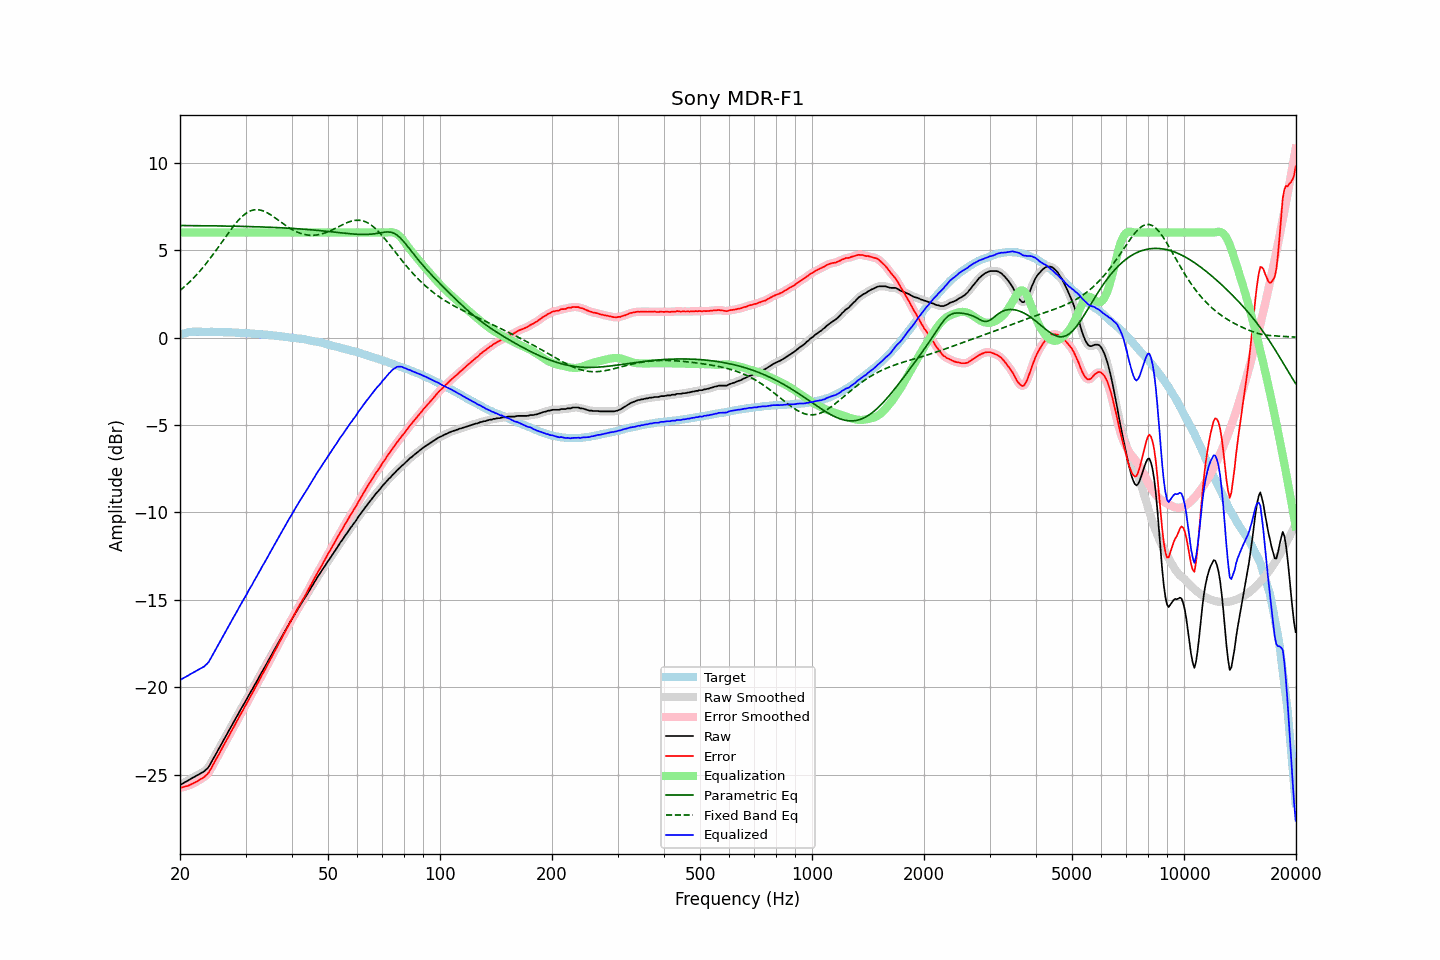 Sony MDR-F1
Amplitude (dBr)
10
5
0
−5
−10
−15
−20
−25
Target
Raw Smoothed
Error Smoothed
Raw
Error
Equalization
Parametric Eq
Fixed Band Eq
Equalized
20
50
100
200
500
1000
2000
5000
10000
20000
Frequency (Hz)